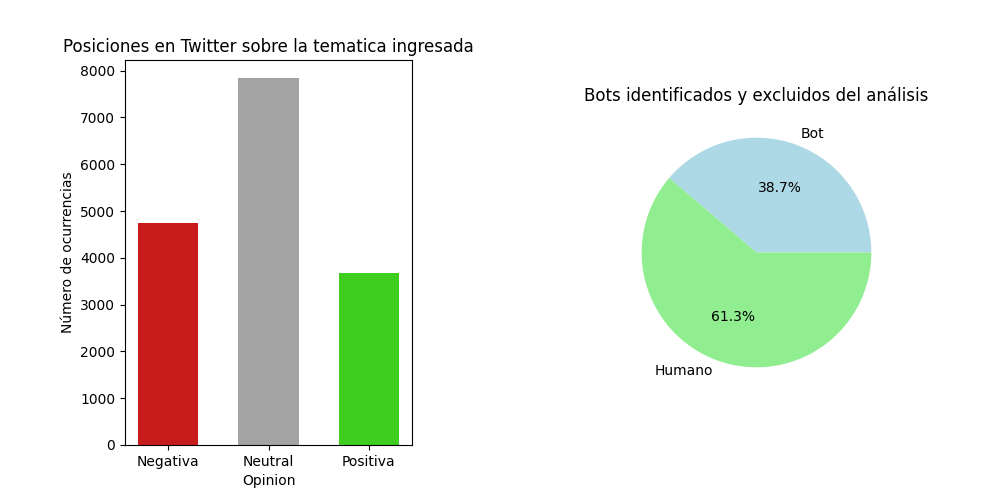 Posiciones en Twitter sobre la tematica ingresada
8000
7000
6000
5000
4000
3000
2000
1000
0
Número de ocurrencias
Negativa
Neutral
Positiva
Opinion
Bots identificados y excluidos del análisis
Bot
38.7%
61.3%
Humano